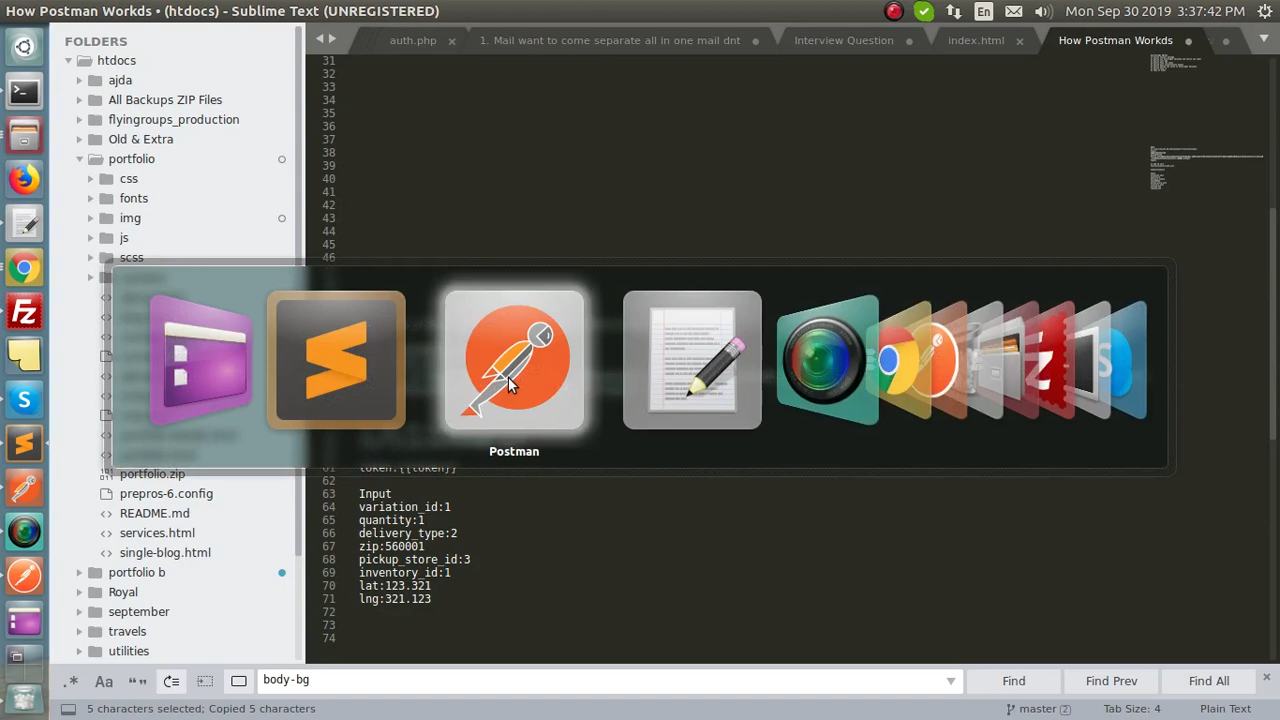 How Postman Workds • (htdocs) - Sublime Text (UNREGISTERED)
En
Mon Sep 30 2019 3:37:42 PM
FOLDERS
htdocs
ajda
All Backups ZIP Files
flyingroups_production
Old & Extra
portfolio
css
fonts
img
js
scss
portfolio.zip
prepros-6.config
README.md
services.html
single-blog.html
portfolio b
Royal
september
travels
utilities
auth.php
1. Mail want to come separate all in one mail dnt
Interview Question
index.html
How Postman Workds
31
32
33
34
35
36
37
38
39
40
41
42
43
44
45
46
Postman
61 token:{{token}}
62
63 Input
64 variation_id:1
65 quantity:1
66 delivery_type:2
67 zip:560001
68 pickup_store_id:3
69 inventory_id:1
70 lat:123.321
71 lng:321.123
72
73
74
.* Aa “” body-bg Find Find Prev Find All
5 characters selected; Copied 5 characters
master 2
Tab Size: 4
Plain Text